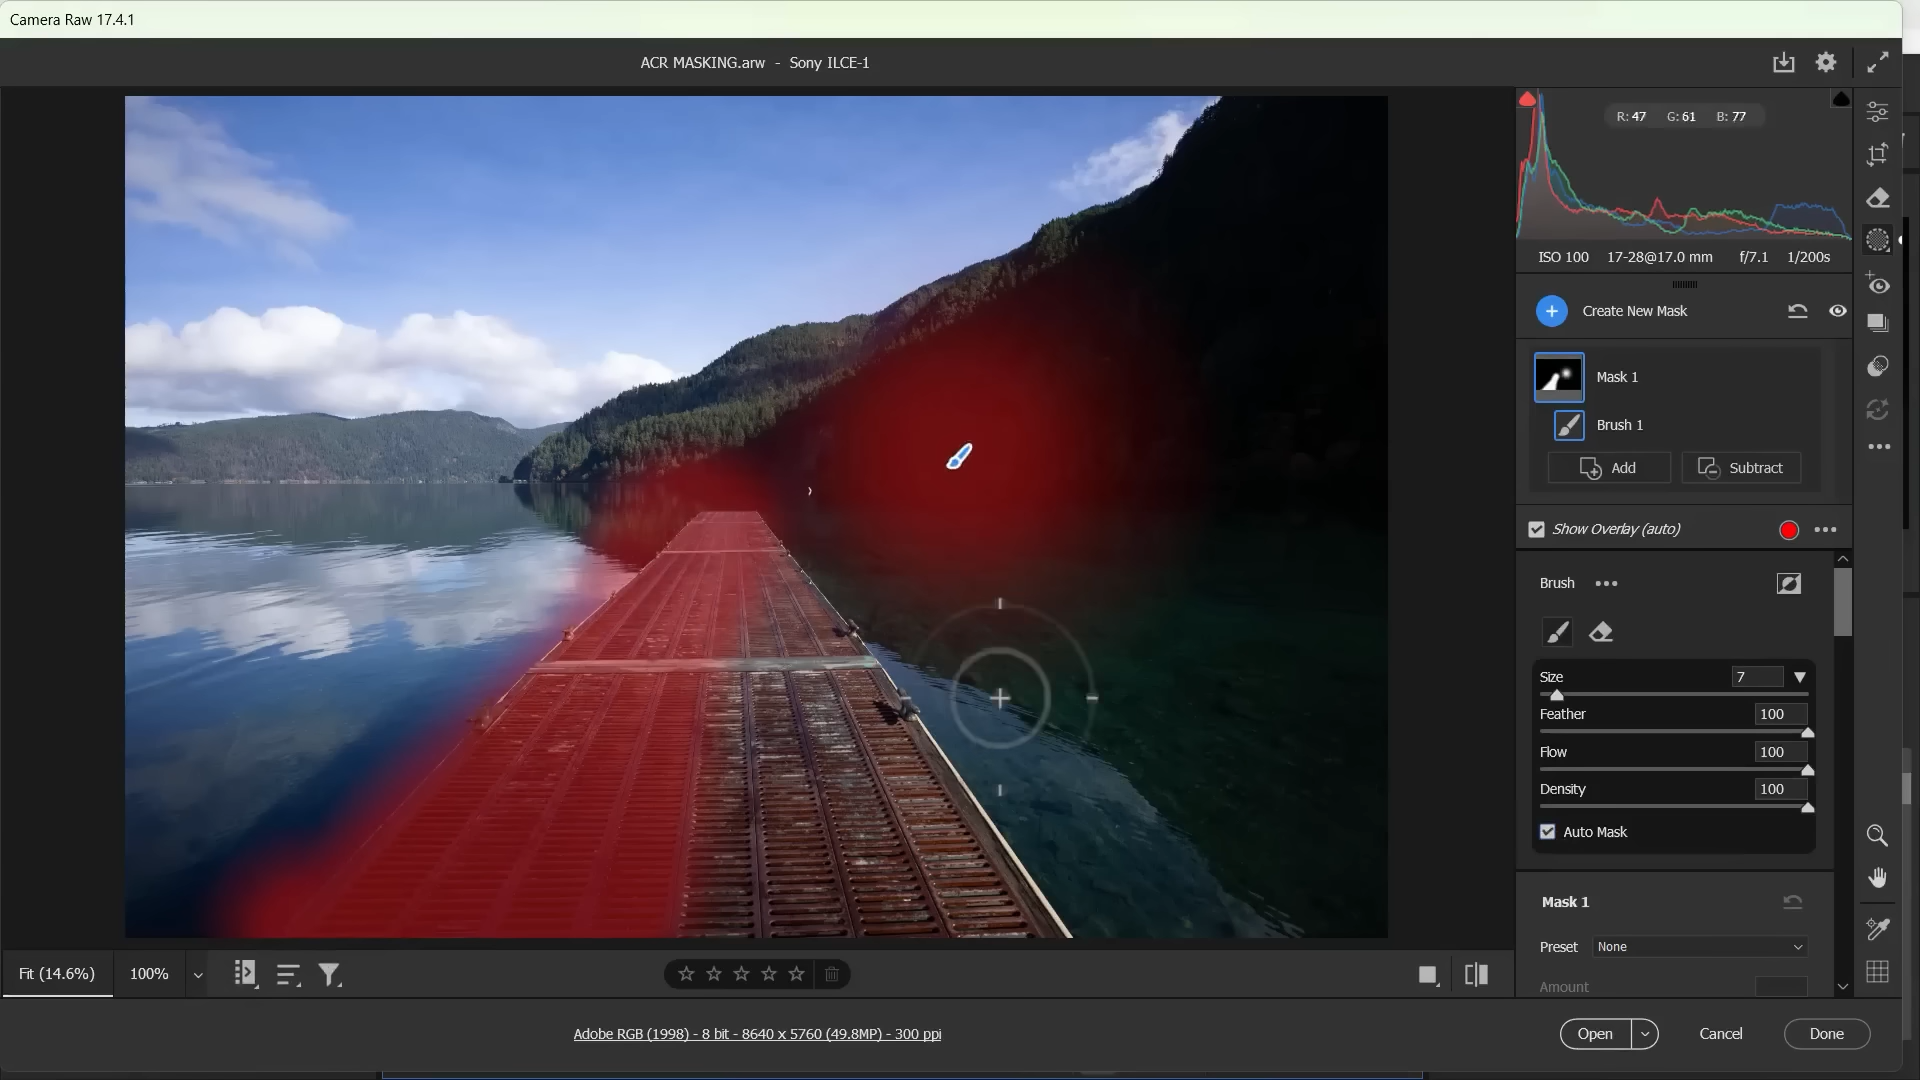 Camera Raw 17.4.1
ACR MASKING.arw - Sony ILCE-1
R: 47 G: 61 B: 77
ISO 100 17-28@17.0 mm f/7.1 1/200s
Create New Mask
Mask 1
Brush 1
Add Subtract
Show Overlay (auto)
Brush
Size 7
Feather 100
Flow 100
Density 100
Auto Mask
Mask 1
Preset None
Amount
Fit (14.6%) 100%
Adobe RGB (1998) - 8 bit - 8640 x 5760 (49.8MP) - 300 ppi
Open Cancel Done